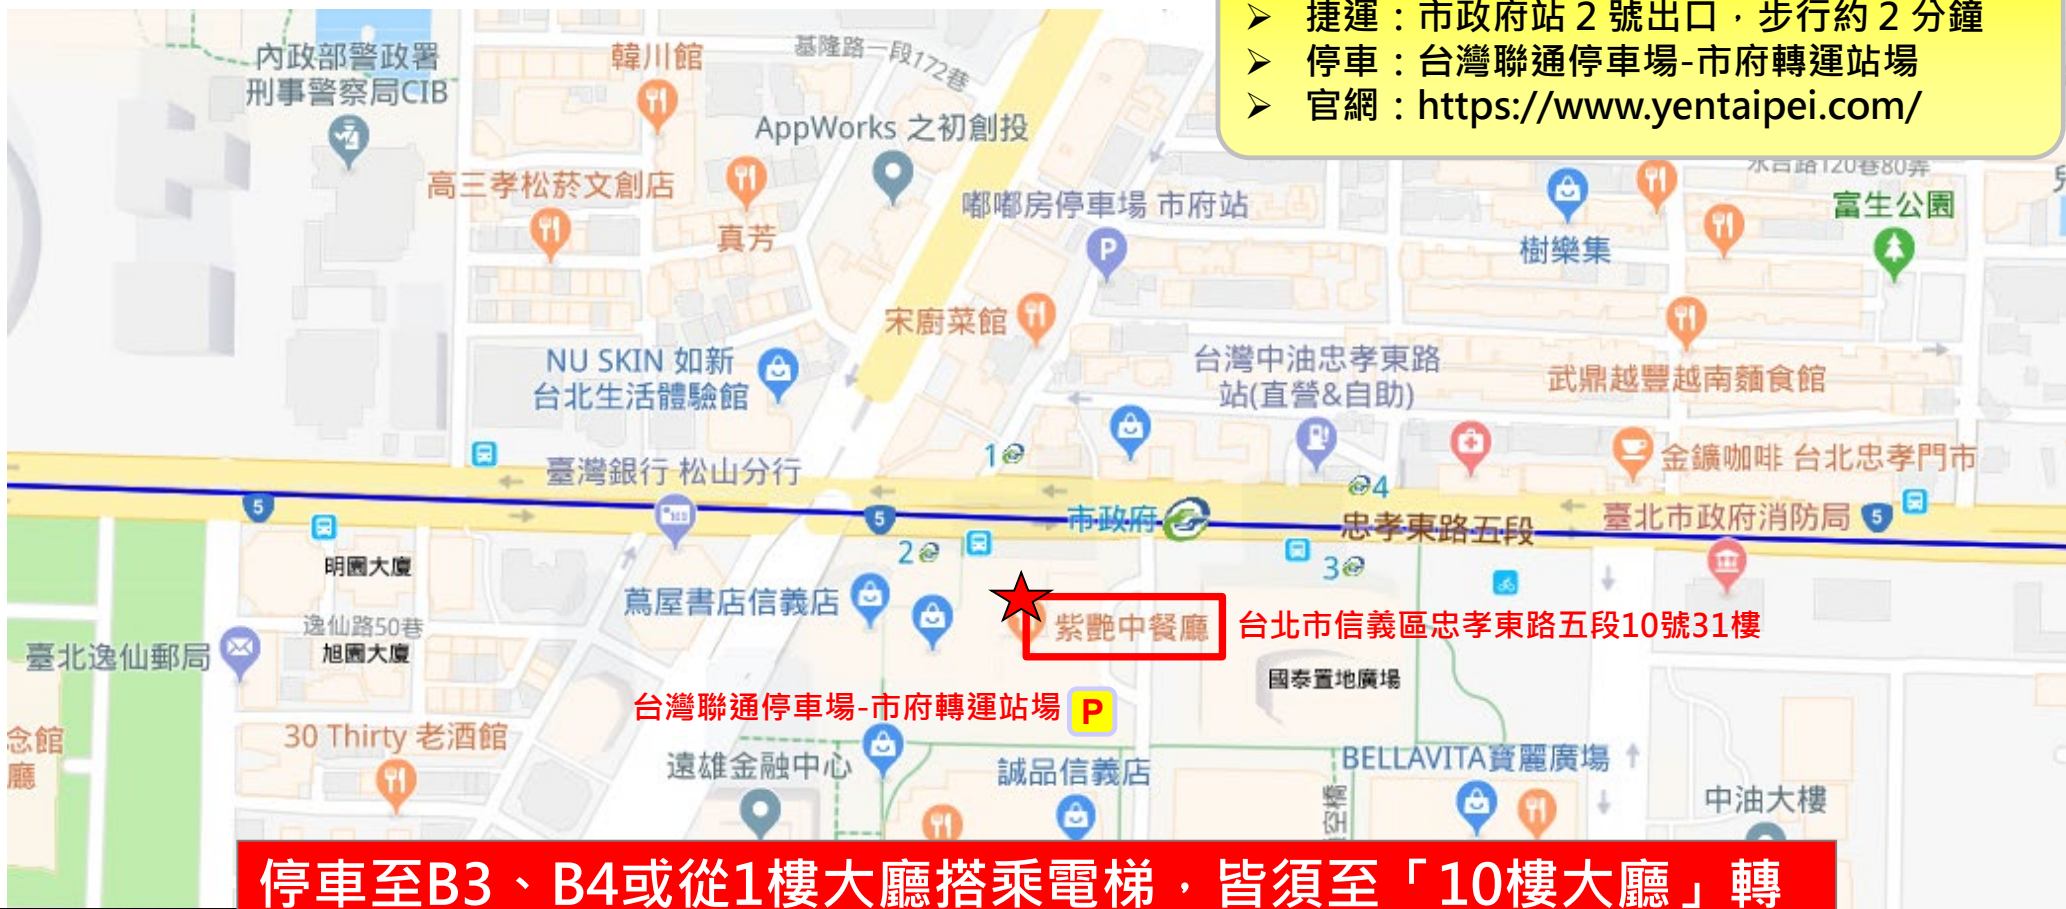 ➢ 捷運：市政府站 2 號出口，步行約 2 分鐘
➢ 停車：台灣聯通停車場-市府轉運站場
➢ 官網：https://www.yentaipei.com/
內政部警政署
刑事警察局CIB
韓川館
基隆路一段172巷
AppWorks 之初創投
高三孝松菸文創店
真芳
嘟嘟房停車場 市府站
P
永吉路120巷80弄
富生公園
樹樂集
宋廚菜館
NU SKIN 如新
台北生活體驗館
台灣中油忠孝東路
站(直營&自助)
武鼎越豐越南麵食館
1
臺灣銀行 松山分行
金鑛咖啡 台北忠孝門市
4
5
5
市政府
忠孝東路五段
臺北市政府消防局
5
2
3
明園大廈
蔦屋書店信義店
紫艷中餐廳
台北市信義區忠孝東路五段10號31樓
逸仙路50巷
旭園大廈
臺北逸仙郵局
國泰置地廣場
台灣聯通停車場-市府轉運站場
P
念館
廳
30 Thirty 老酒館
遠雄金融中心
誠品信義店
BELLAVITA寶麗廣場
空橋
中油大樓
停車至B3、B4或從1樓大廳搭乘電梯，皆須至「10樓大廳」轉